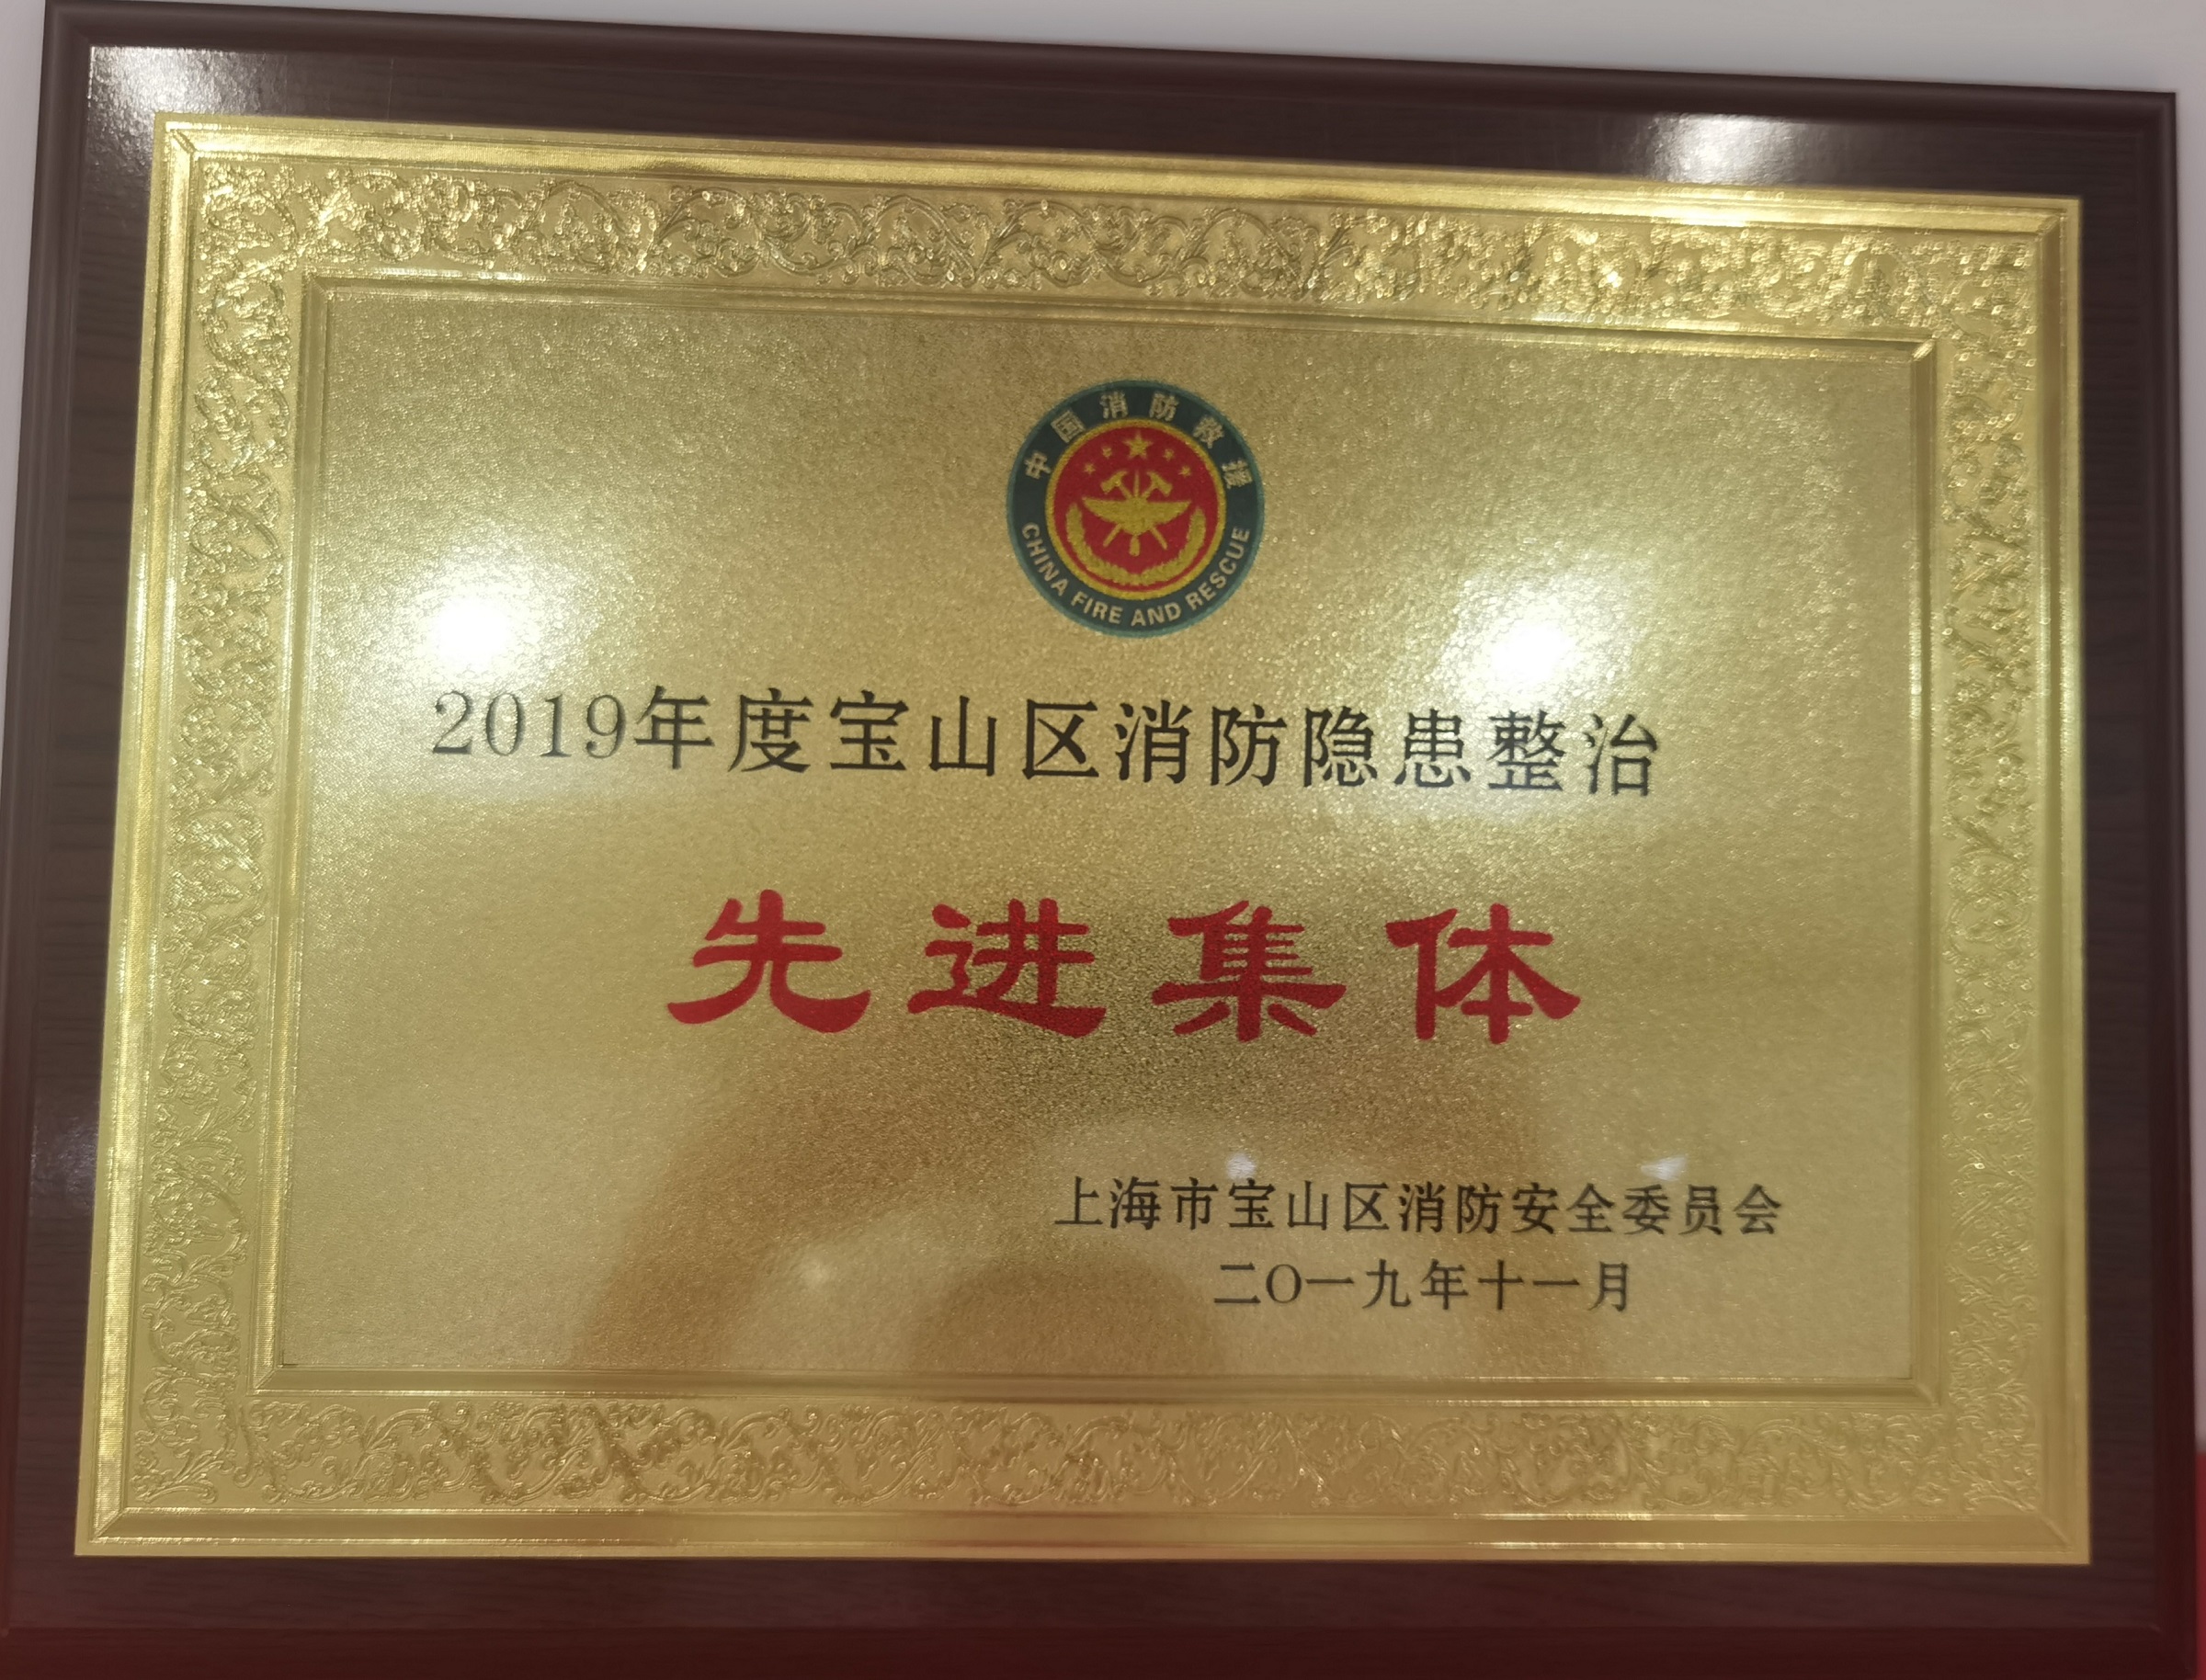 中国消防救援
CHINA FIRE AND RESCUE
2019年度宝山区消防隐患整治
先进集体
上海市宝山区消防安全委员会
二〇一九年十一月